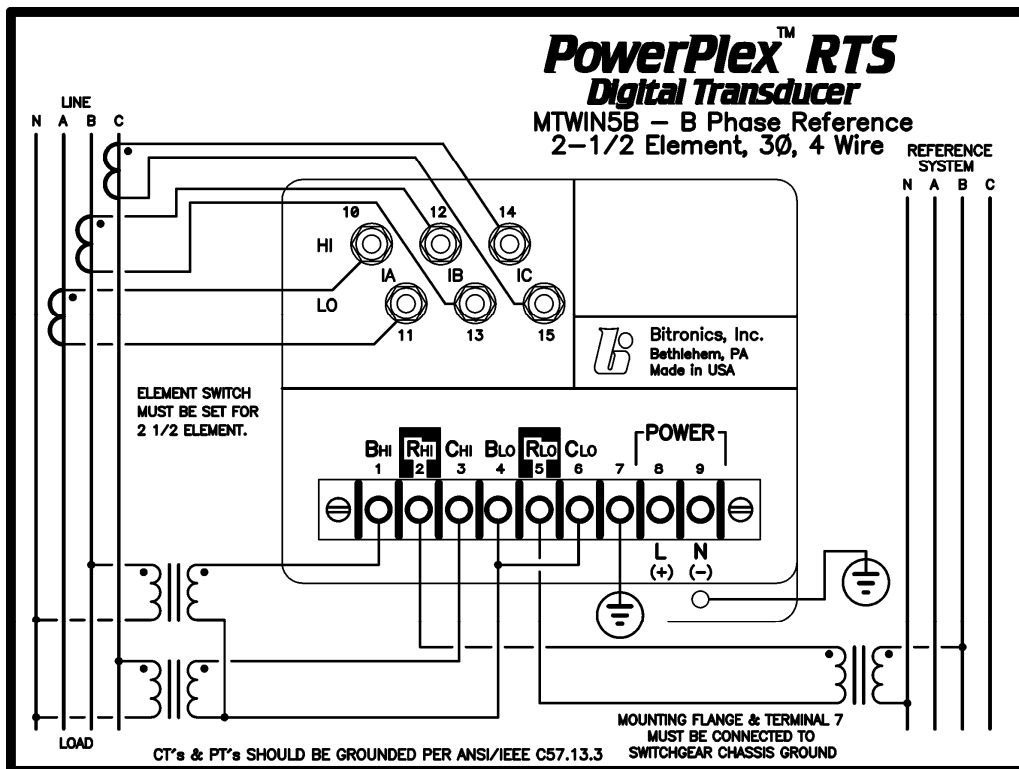 PowerPlex™ RTS
Digital Transducer
MTWIN5B – B Phase Reference
2–1/2 Element, 3Ø, 4 Wire
LINE
N A B C
REFERENCE
SYSTEM
N A B C
10 12 14
HI
IA IB IC
LO
11 13 15
Bitronics, Inc.
Bethlehem, PA
Made in USA
ELEMENT SWITCH
MUST BE SET FOR
2 1/2 ELEMENT.
POWER
BHI RHI CHI BLO RLO CLO
1 2 3 4 5 6 7 8 9
L N
(+) (–)
LOAD
CT's & PT's SHOULD BE GROUNDED PER ANSI/IEEE C57.13.3
MOUNTING FLANGE & TERMINAL 7
MUST BE CONNECTED TO
SWITCHGEAR CHASSIS GROUND